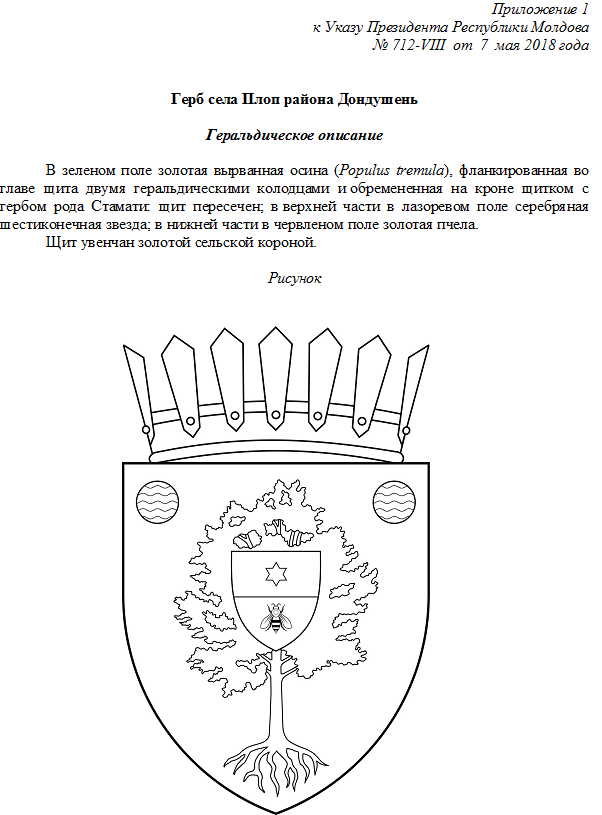 Приложение 1
к Указу Президента Республики Молдова
№ 712-VIII от 7 мая 2018 года
Герб села Плоп района Дондушень
Геральдическое описание
В зеленом поле золотая вырванная осина (Populus tremula), фланкированная во
главе щита двумя геральдическими колодцами и обремененная на кроне щитком с
гербом рода Стамати: щит пересечен; в верхней части в лазоревом поле серебряная
шестиконечная звезда; в нижней части в червленом поле золотая пчела.
Щит увенчан золотой сельской короной.
Рисунок